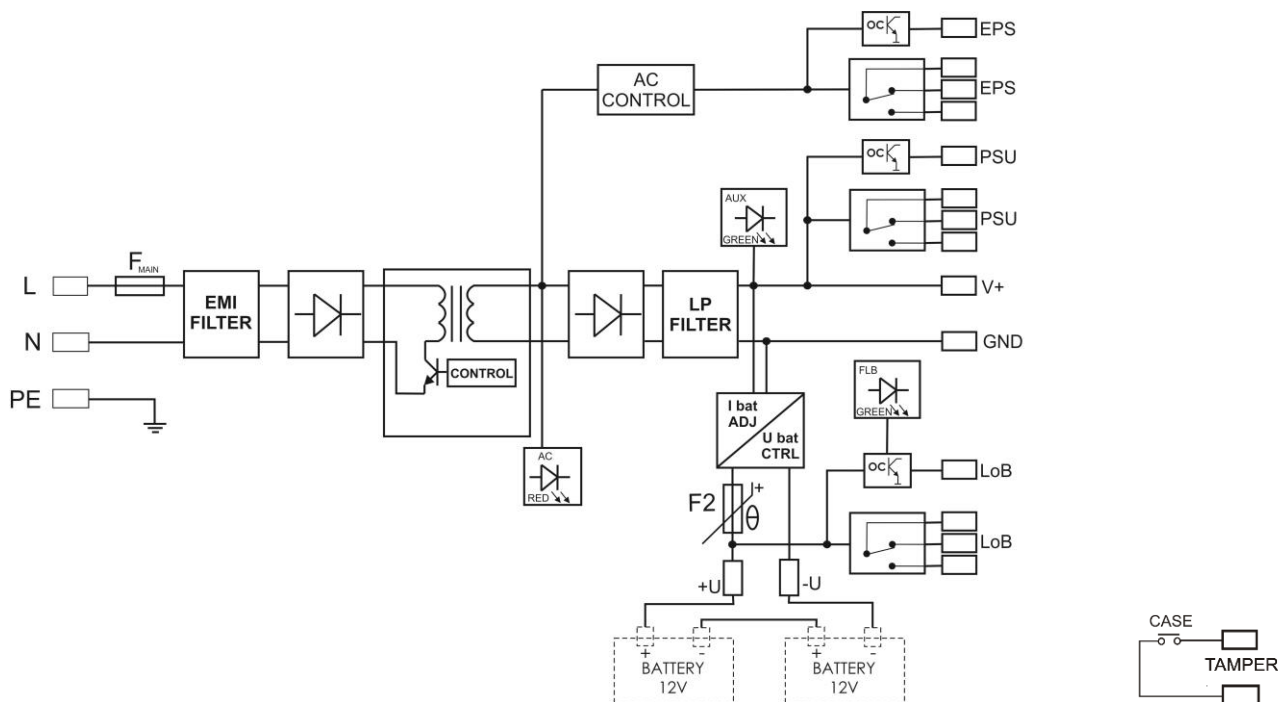 OC
EPS
AC
CONTROL
EPS
OC
PSU
AUX
GREEN
PSU
F MAIN
L
EMI
FILTER
LP
FILTER
V+
N
GND
CONTROL
PE
FLB
GREEN
I bat
ADJ
U bat
CTRL
AC
RED
OC
LoB
F2
I+
θ
LoB
+U
-U
+
-
+
-
BATTERY
12V
BATTERY
12V
CASE
TAMPER